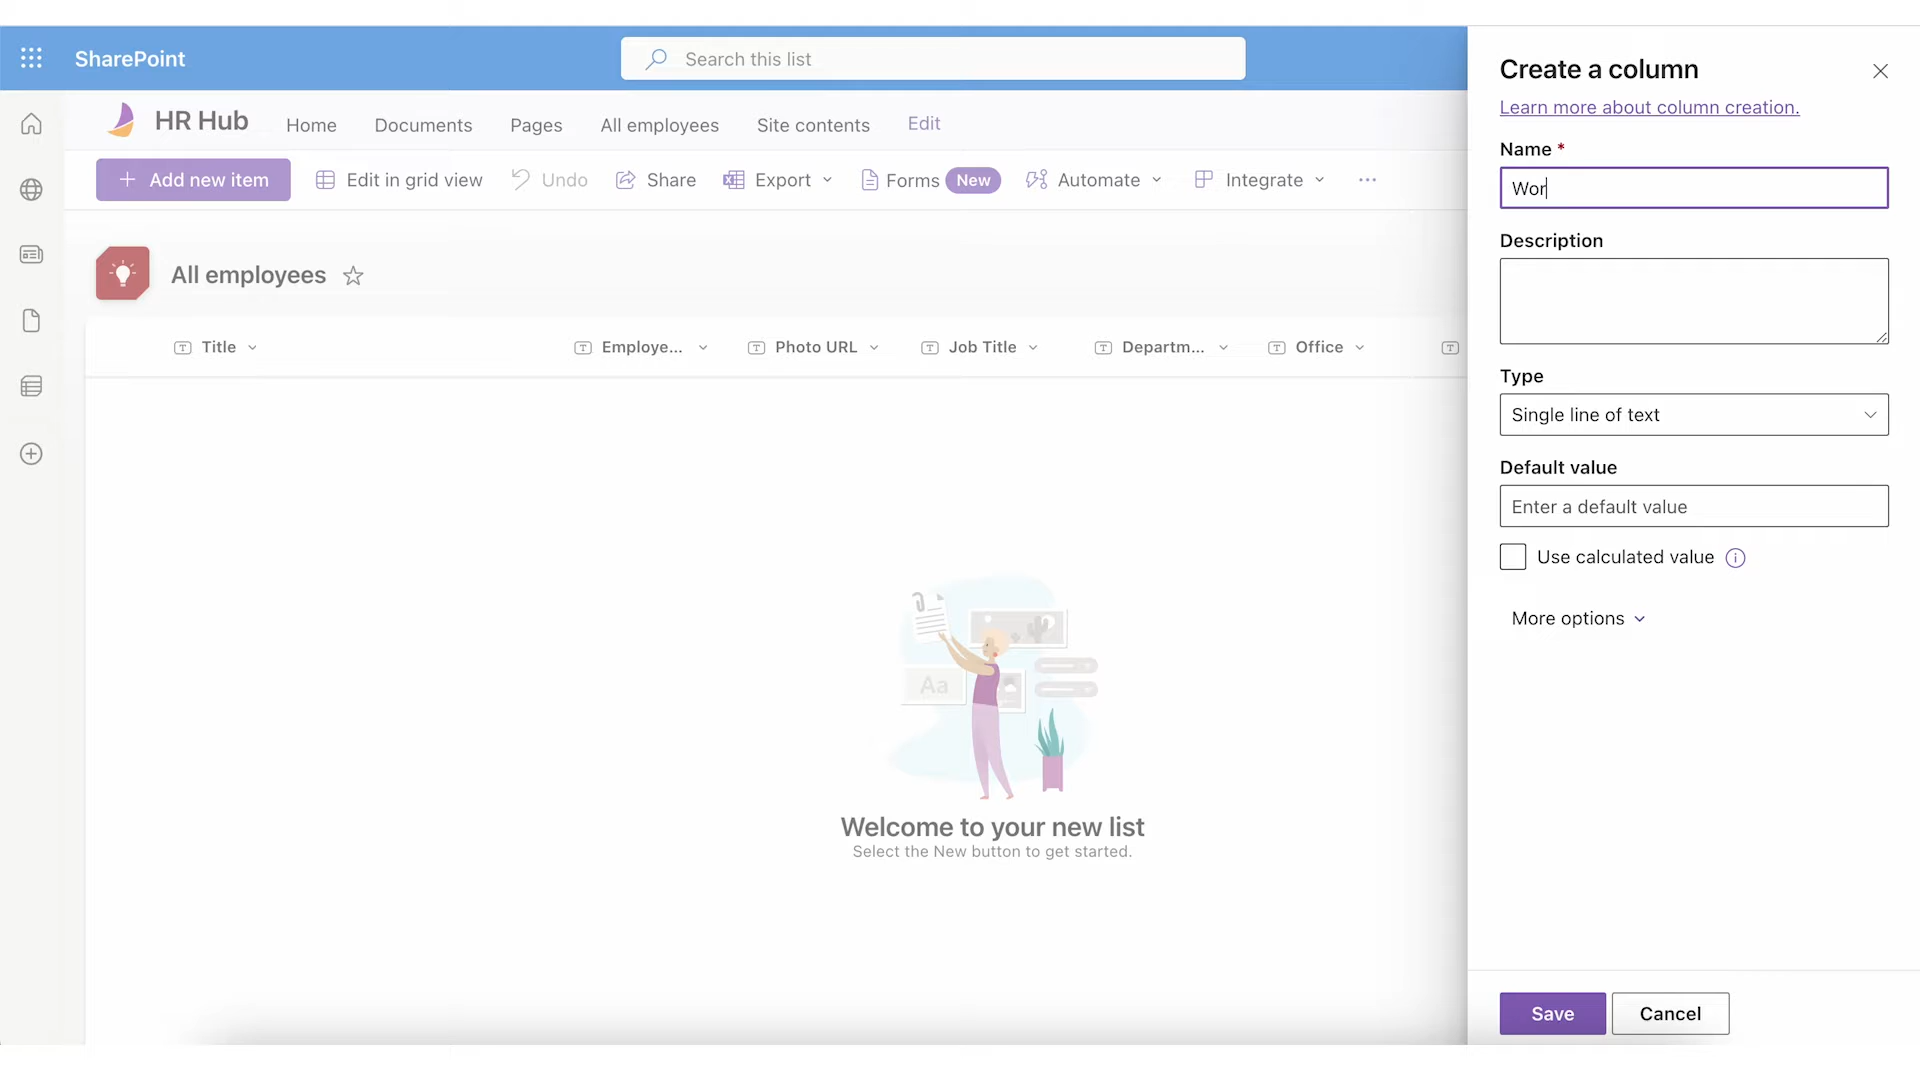 SharePoint
Search this list
HR Hub
Home
Documents
Pages
All employees
Site contents
Edit
Add new item
Edit in grid view
Undo
Share
Export
Forms
New
Automate
Integrate
All employees
Title
Employe...
Photo URL
Job Title
Departm...
Office
Aa
Welcome to your new list
Select the New button to get started.
Create a column
Learn more about column creation.
Name *
Wor
Description
Type
Single line of text
Default value
Enter a default value
Use calculated value
More options
Save
Cancel